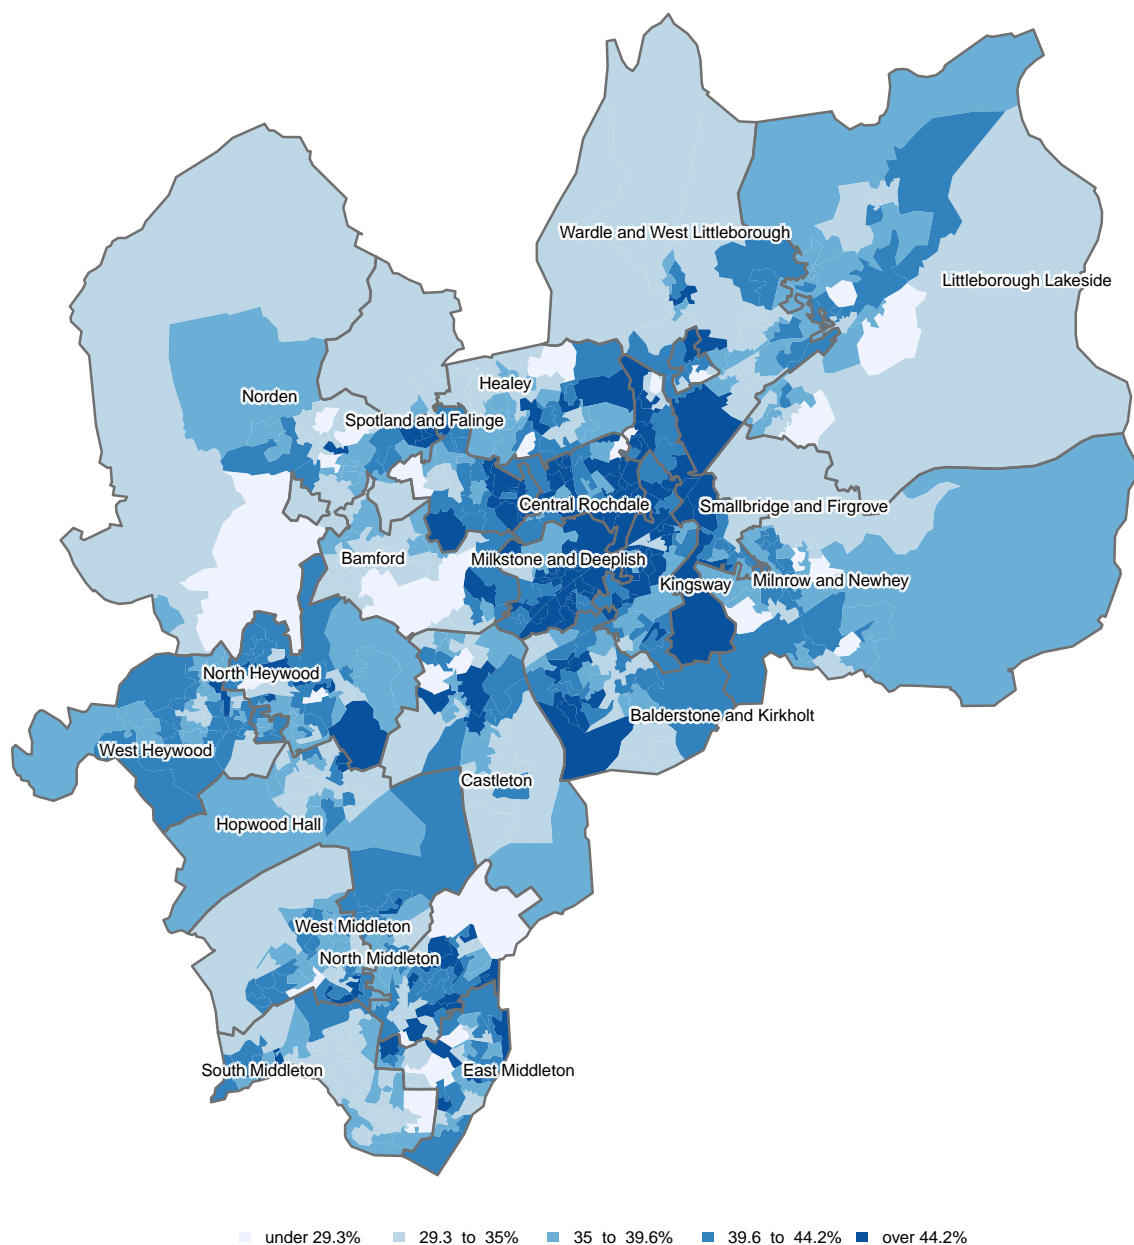 Wardle and West Littleborough
Littleborough Lakeside
Healey
Norden
Spotland and Falinge
Central Rochdale
Smallbridge and Firgrove
Bamford
Milkstone and Deeplish
Kingsway
Milnrow and Newhey
North Heywood
Balderstone and Kirkholt
West Heywood
Castleton
Hopwood Hall
West Middleton
North Middleton
South Middleton
East Middleton
under 29.3% 29.3 to 35% 35 to 39.6% 39.6 to 44.2% over 44.2%